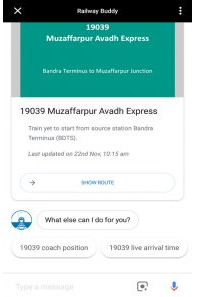 Railway Buddy
19039
Muzaffarpur Avadh Express
Bandra Terminus to Muzaffarpur Junction
19039 Muzaffarpur Avadh Express
Train yet to start from source station Bandra
Terminus (BDTS).
Last updated on 22nd Nov, 10:15 am
SHOW ROUTE
What else can I do for you?
19039 coach position
19039 live arrival time
Type a message